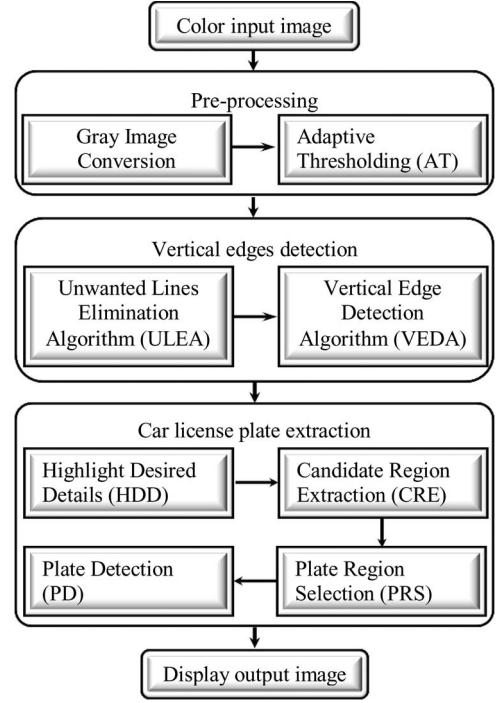 Color input image
Pre-processing
Gray Image
Conversion
Adaptive
Thresholding (AT)
Vertical edges detection
Unwanted Lines
Elimination
Algorithm (ULEA)
Vertical Edge
Detection
Algorithm (VEDA)
Car license plate extraction
Highlight Desired
Details (HDD)
Candidate Region
Extraction (CRE)
Plate Region
Selection (PRS)
Plate Detection
(PD)
Display output image